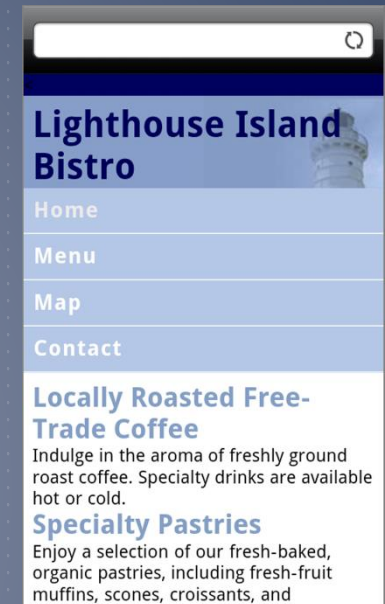 Lighthouse Island
Bistro
Home
Menu
Map
Contact
Locally Roasted Free-
Trade Coffee
Indulge in the aroma of freshly ground
roast coffee. Specialty drinks are available
hot or cold.
Specialty Pastries
Enjoy a selection of our fresh-baked,
organic pastries, including fresh-fruit
muffins, scones, croissants, and